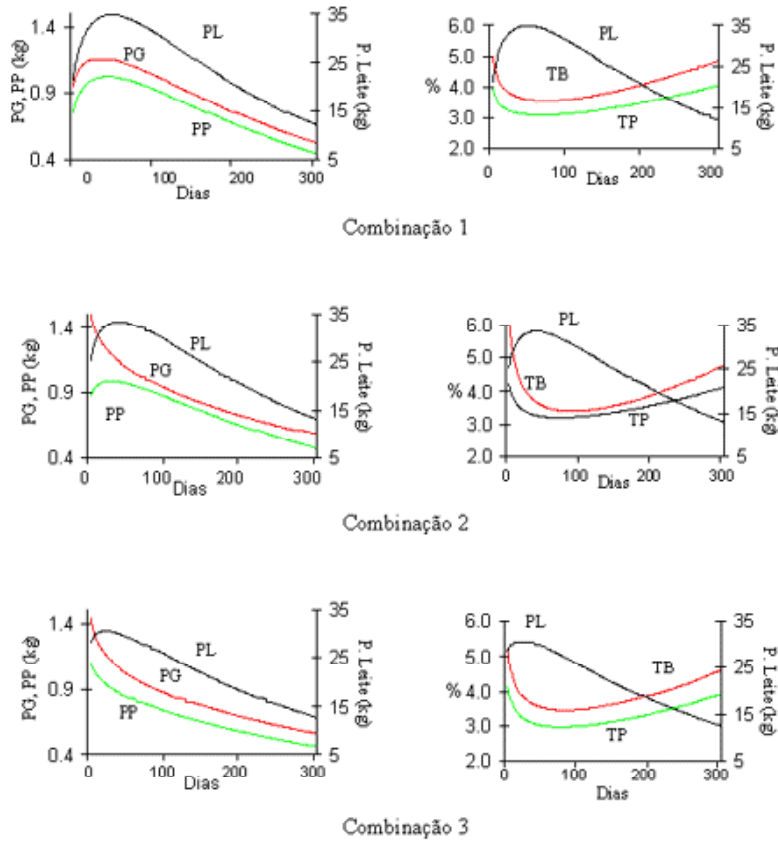 1.4
0.9
0.4
PG, PP (kg)
PL
PG
PP
35
25
15
5
P. Leite (kg)
0
100
200
300
Dias
6.0
5.0
4.0
3.0
2.0
%
PL
TB
TP
35
25
15
5
P. Leite (kg)
0
100
200
300
Dias
Combinação 1
1.4
0.9
0.4
PG, PP (kg)
PL
PG
PP
35
25
15
5
P. Leite (kg)
0
100
200
300
Dias
6.0
5.0
4.0
3.0
2.0
%
PL
TB
TP
35
25
15
5
P. Leite (kg)
0
100
200
300
Dias
Combinação 2
1.4
0.9
0.4
PG, PP (kg)
PL
PG
PP
35
25
15
5
P. Leite (kg)
0
100
200
300
Dias
6.0
5.0
4.0
3.0
2.0
%
PL
TB
TP
35
25
15
5
P. Leite (kg)
0
100
200
300
Dias
Combinação 3